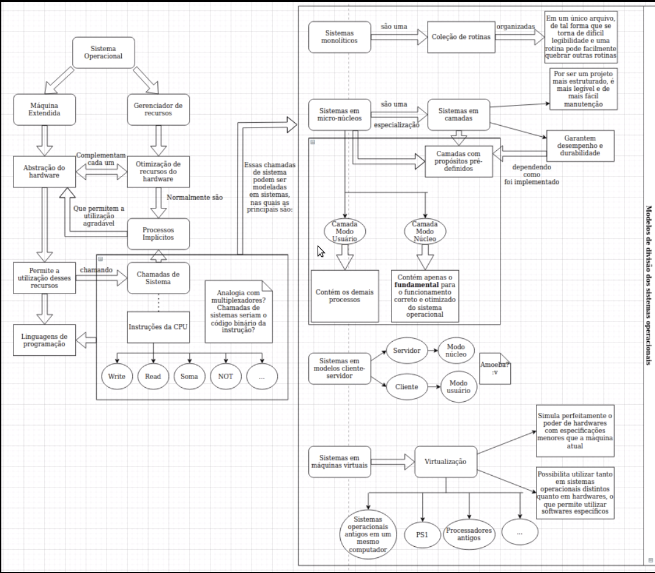 Sistema
Operacional
Máquina
Extendida
Gerenciador de
recursos
Abstração do
hardware
Complementam
cada um
Otimização de
recursos do
hardware
Normalmente são
Que permitem a
utilização
agradável
Processos
Implícitos
Permite a
utilização desses
recursos
chamando
Chamadas de
Sistema
Linguagens de
programação
Instruções da CPU
Analogia com
multiplexadores?
Chamadas de
sistemas seriam o
código binário da
instrução?
Write
Read
Soma
NOT
...
Essas chamadas
de sistema
podem ser
modeladas
em sistemas,
nas quais as
principais são:
Sistemas
monolíticos
são uma
Coleção de rotinas
organizadas
Em um único arquivo,
de tal forma que se
torna de difícil
legibilidade e uma
rotina pode facilmente
quebrar outras rotinas
Sistemas em
micro-núcleos
são uma
especialização
Sistemas em
camadas
Por ser um projeto
mais estruturado, é
mais legível e de
mais fácil
manutenção
Garantem
desempenho e
durabilidade
dependendo
como
foi implementado
Camadas com
propósitos pré-
definidos
Camada
Modo
Usuário
Camada
Modo
Núcleo
Contém os demais
processos
Contém apenas o
fundamental para o
funcionamento
correto e otimizado
do sistema
operacional
Sistemas em
modelos cliente-
servidor
Servidor
Modo
núcleo
Cliente
Modo
usuário
Amoeba?
:v
Sistemas em
máquinas virtuais
Virtualização
Simula perfeitamente o
poder de hardwares
com especificações
menores que a máquina
atual
Possibilita utilizar tanto
em sistemas
operacionais distintos
quanto em hardwares, o
que permite utilizar
softwares específicos
Sistemas
operacionais
antigos em um
mesmo
computador
PS1
Processadores
antigos
...
Modelos de divisão dos sistemas operacionais